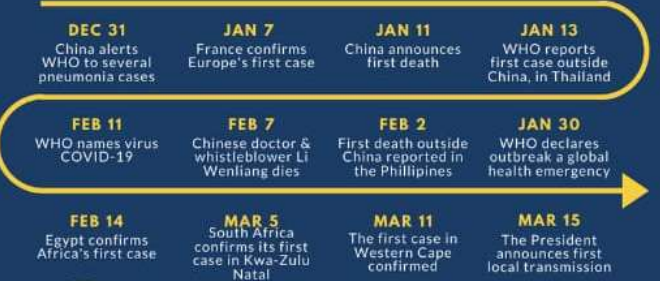 DEC 31
China alerts
WHO to several
pneumonia cases
JAN 7
France confirms
Europe's first case
JAN 11
China announces
first death
JAN 13
WHO reports
first case outside
China, in Thailand
JAN 30
WHO declares
outbreak a global
health emergency
FEB 2
First death outside
China reported in
the Phillipines
FEB 7
Chinese doctor &
whistleblower Li
Wenliang dies
FEB 11
WHO names virus
COVID-19
FEB 14
Egypt confirms
Africa's first case
MAR 5
South Africa
confirms its first
case in Kwa-Zulu
Natal
MAR 11
The first case in
Western Cape
confirmed
MAR 15
The President
announces first
local transmission